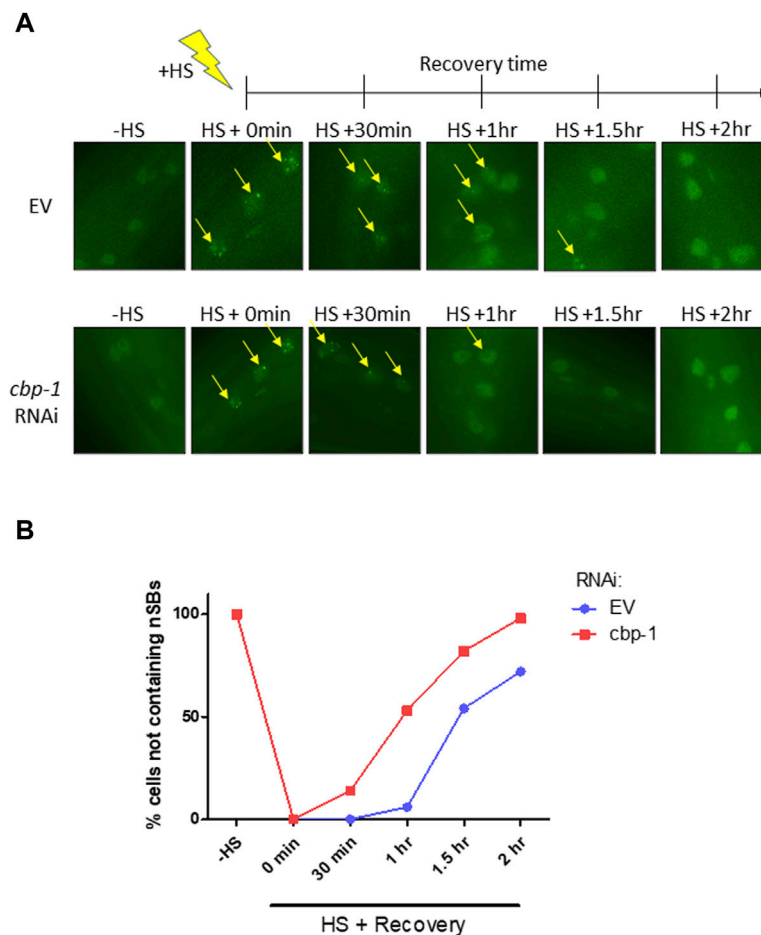 A
+HS
Recovery time
-HS HS + 0min HS +30min HS +1hr HS +1.5hr HS +2hr
EV
-HS HS + 0min HS +30min HS +1hr HS +1.5hr HS +2hr
cbp-1
RNAi
B
% cells not containing nSBs
100
50
0
-HS 0 min 30 min 1 hr 1.5 hr 2 hr
HS + Recovery
RNAi:
EV
cbp-1